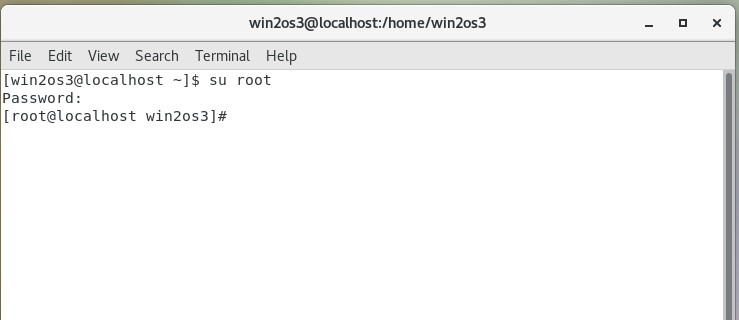 win2os3@localhost:/home/win2os3
File Edit View Search Terminal Help
[win2os3@localhost ~]$ su root
Password:
[root@localhost win2os3]#